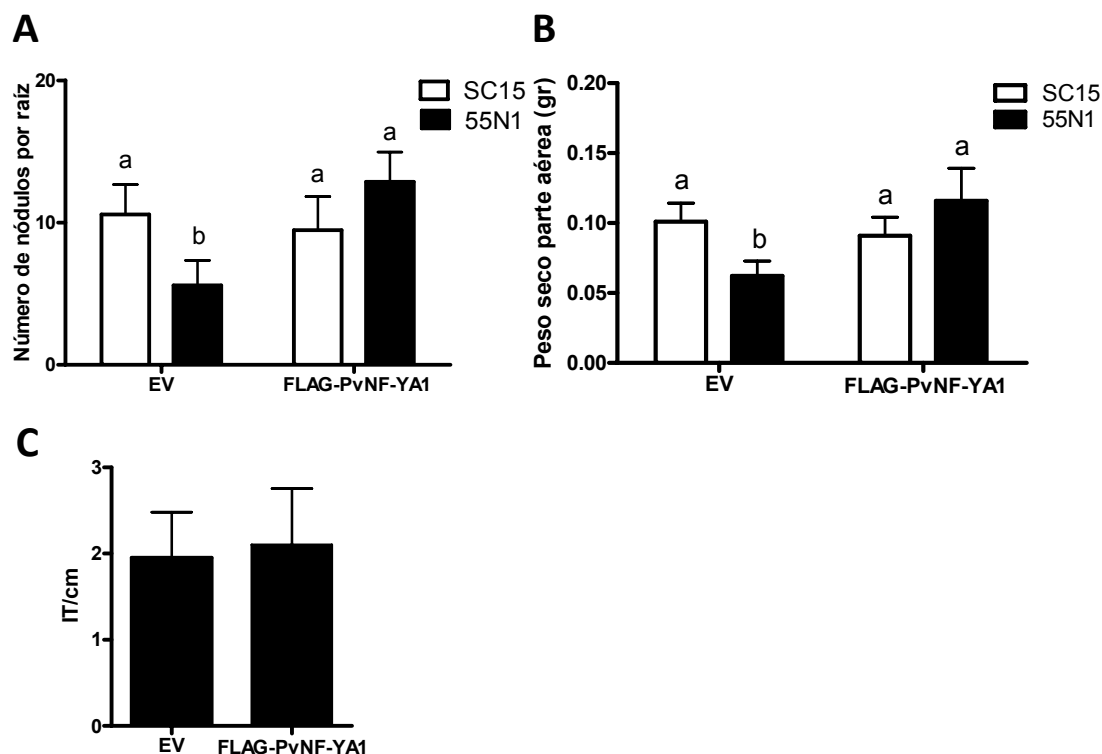 A
Número de nódulos por raíz
20
10
0
a
b
a
a
SC15
55N1
EV
FLAG-PvNF-YA1
B
Peso seco parte aérea (gr)
0.20
0.15
0.10
0.05
0.00
a
b
a
a
SC15
55N1
EV
FLAG-PvNF-YA1
C
IT/cm
3
2
1
0
EV
FLAG-PvNF-YA1